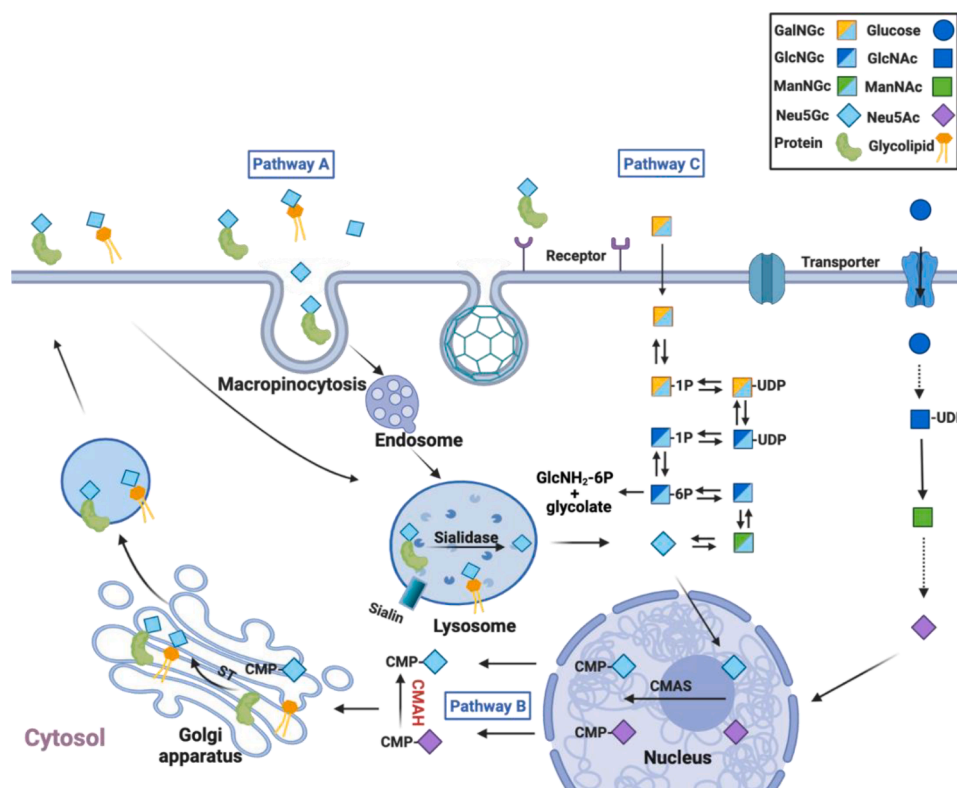 GalNGc Glucose
GlcNGc GlcNAc
ManNGc ManNAc
Neu5Gc Neu5Ac
Protein Glycolipid
Pathway A
Pathway C
Receptor
Transporter
Macropinocytosis
-1P
-UDP
Endosome
-1P
-UDP
-UD
GlcNH₂-6P
+
glycolate
-6P
Sialidase
Sialin
Lysosome
CMP-
CMP-
CMP-
ST
CMAH
CMAS
Pathway B
CMP-
CMP-
Cytosol
Golgi
apparatus
Nucleus